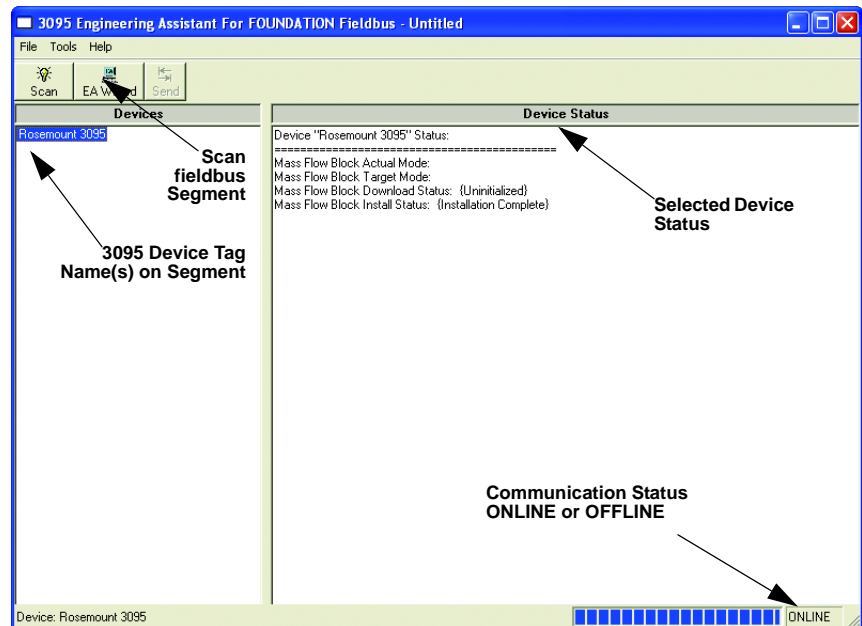 3095 Engineering Assistant For FOUNDATION Fieldbus - Untitled
File Tools Help
Scan
EA Wizard
Send
Devices
Device Status
Rosemount 3095
Device "Rosemount 3095" Status:
============================================
Mass Flow Block Actual Mode:
Mass Flow Block Target Mode:
Mass Flow Block Download Status: {Uninitialized}
Mass Flow Block Install Status: {Installation Complete}
Scan
fieldbus
Segment
3095 Device Tag
Name(s) on Segment
Selected Device
Status
Communication Status
ONLINE or OFFLINE
Device: Rosemount 3095
ONLINE